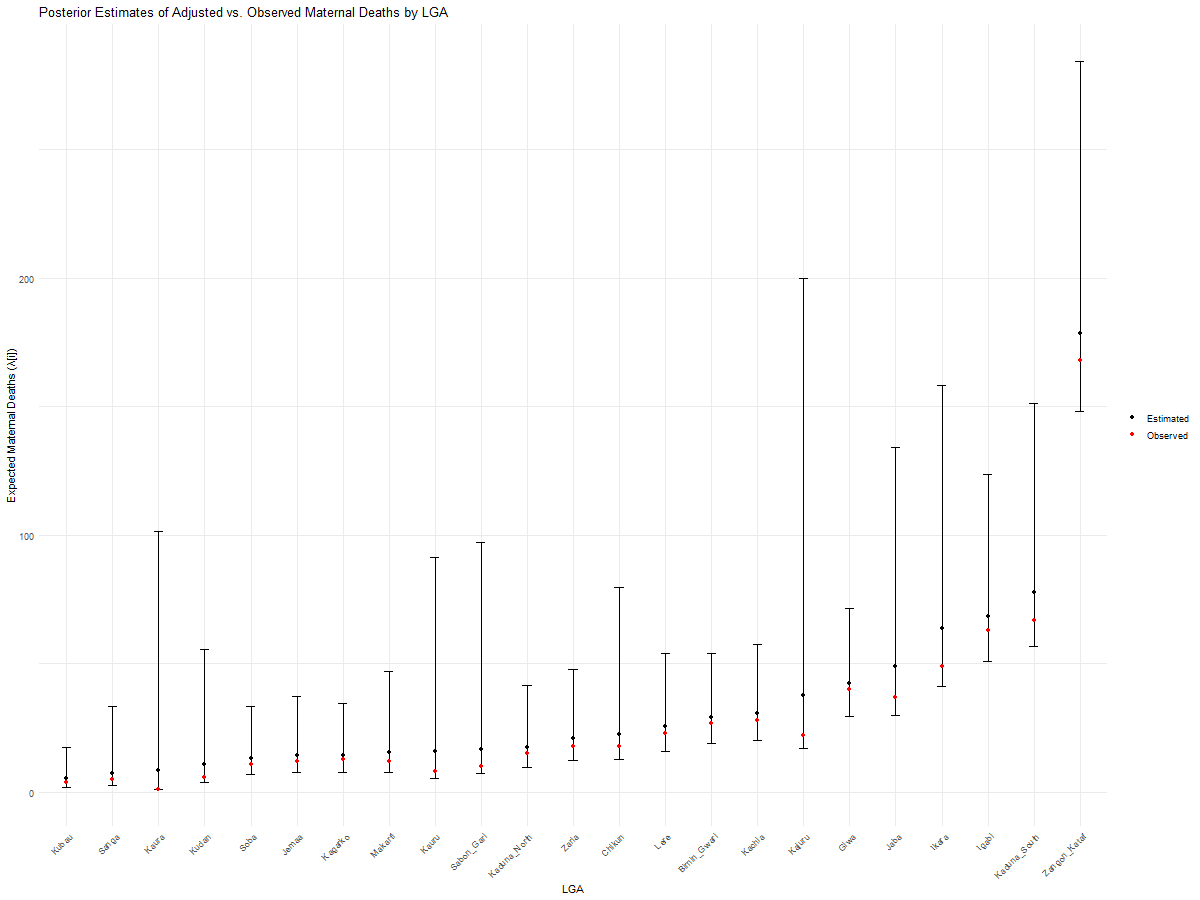 Posterior Estimates of Adjusted vs. Observed Maternal Deaths by LGA
Expected Maternal Deaths (λ[i])
200
100
0
Estimated
Observed
Kubau
Sanga
Kaura
Kudan
Soba
Jemaa
Kagarko
Makarfi
Kauru
Sabon_Gari
Kaduna_North
Zaria
Chikun
Lere
Birnin_Gwari
Kachia
Kajuru
Giwa
Jaba
Ikara
Igabi
Kaduna_South
Zangon_Kataf
LGA